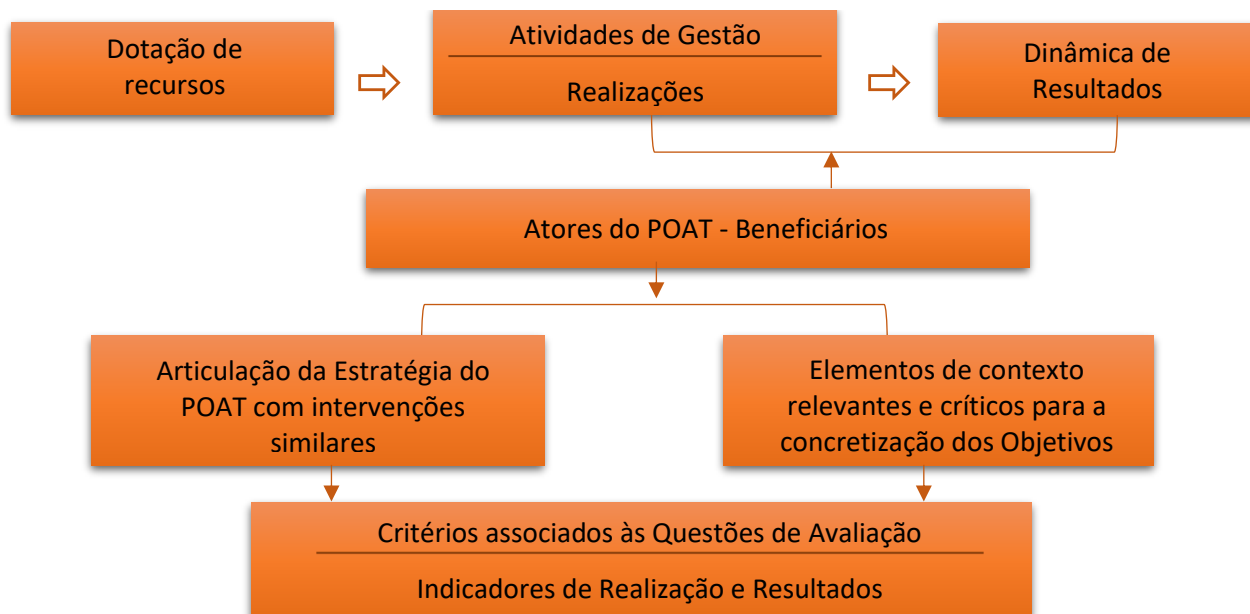 Dotação de
recursos
Atividades de Gestão
Realizações
Dinâmica de
Resultados
Atores do POAT - Beneficiários
Articulação da Estratégia do
POAT com intervenções
similares
Elementos de contexto
relevantes e críticos para a
concretização dos Objetivos
Critérios associados às Questões de Avaliação
Indicadores de Realização e Resultados